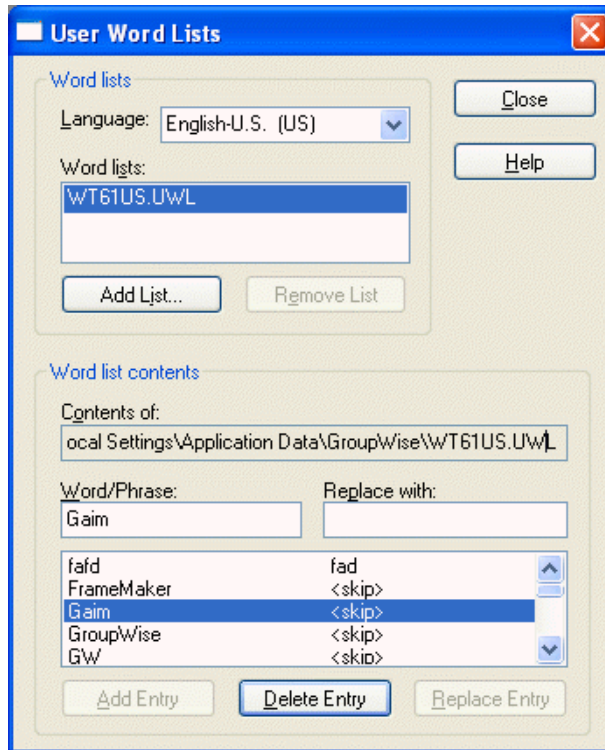 User Word Lists
Word lists
Language: English-U.S. (US)
Close
Word lists:
Help
WT61US.UWL
Add List... Remove List
Word list contents
Contents of:
ocal Settings\Application Data\GroupWise\WT61US.UWL
Word/Phrase: Replace with:
Gaim
fafd fad
FrameMaker <skip>
Gaim <skip>
GroupWise <skip>
GW <skip>
Add Entry Delete Entry Replace Entry